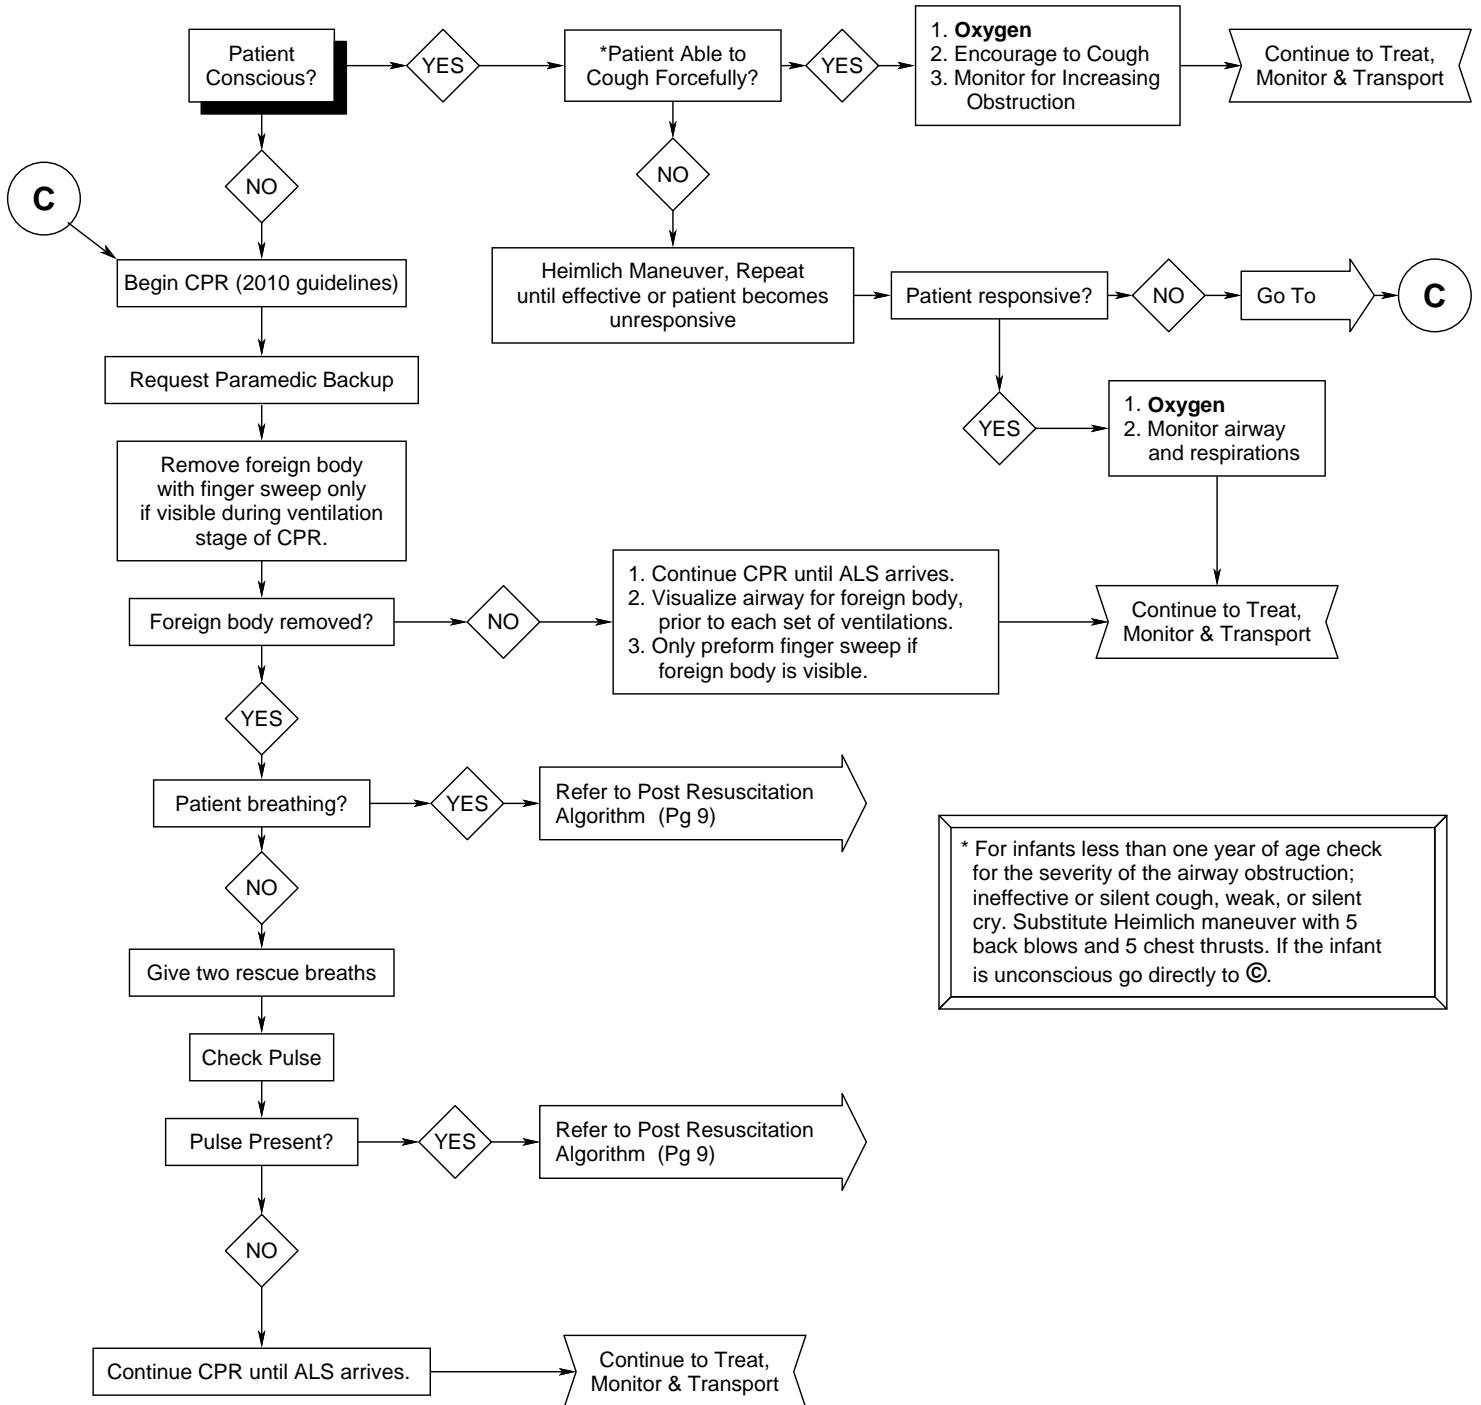 Patient
Conscious?
YES
*Patient Able to
Cough Forcefully?
YES
1. Oxygen
2. Encourage to Cough
3. Monitor for Increasing
Obstruction
Continue to Treat,
Monitor & Transport
NO
NO
C
Begin CPR (2010 guidelines)
Heimlich Maneuver, Repeat
until effective or patient becomes
unresponsive
Patient responsive?
NO
Go To
C
Request Paramedic Backup
YES
1. Oxygen
2. Monitor airway
and respirations
Remove foreign body
with finger sweep only
if visible during ventilation
stage of CPR.
Foreign body removed?
NO
1. Continue CPR until ALS arrives.
2. Visualize airway for foreign body,
prior to each set of ventilations.
3. Only preform finger sweep if
foreign body is visible.
Continue to Treat,
Monitor & Transport
YES
Patient breathing?
YES
Refer to Post Resuscitation
Algorithm (Pg 9)
* For infants less than one year of age check
for the severity of the airway obstruction;
ineffective or silent cough, weak, or silent
cry. Substitute Heimlich maneuver with 5
back blows and 5 chest thrusts. If the infant
is unconscious go directly to ©.
NO
Give two rescue breaths
Check Pulse
Pulse Present?
YES
Refer to Post Resuscitation
Algorithm (Pg 9)
NO
Continue CPR until ALS arrives.
Continue to Treat,
Monitor & Transport